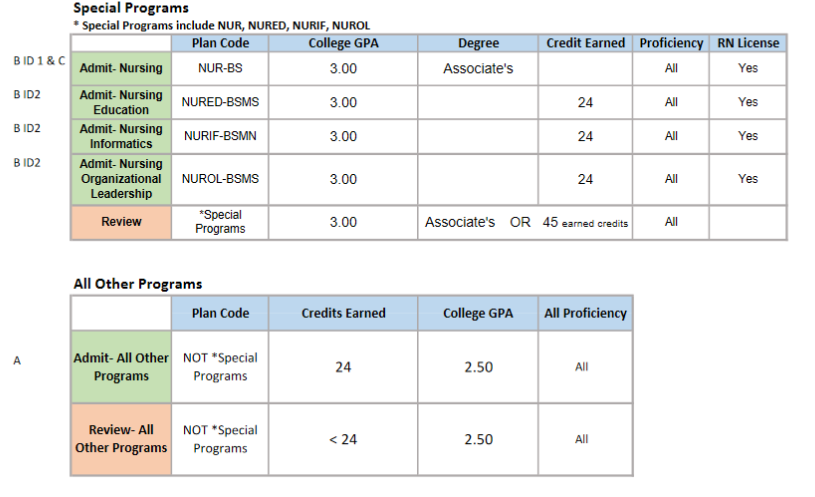 Special Programs
* Special Programs include NUR, NURED, NURIF, NUROL
Plan Code College GPA Degree Credit Earned Proficiency RN License
B ID 1 & C Admit- Nursing NUR-BS 3.00 Associate's All Yes
B ID2 Admit- Nursing Education NURED-BSMS 3.00 24 All Yes
B ID2 Admit- Nursing Informatics NURIF-BSMN 3.00 24 All Yes
B ID2 Admit- Nursing Organizational Leadership NUROL-BSMS 3.00 24 All Yes
Review *Special Programs 3.00 Associate's OR 45 earned credits All
All Other Programs
Plan Code Credits Earned College GPA All Proficiency
A Admit- All Other Programs NOT *Special Programs 24 2.50 All
Review- All Other Programs NOT *Special Programs < 24 2.50 All